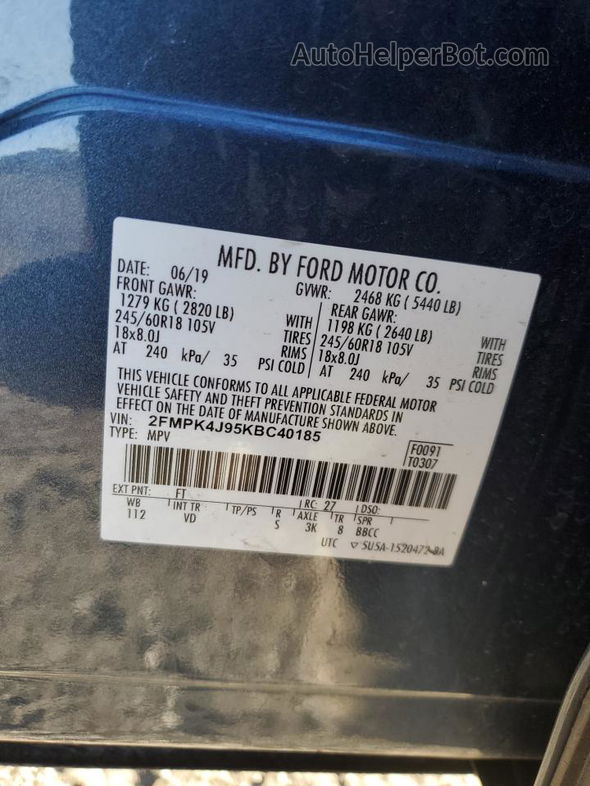 AutoHelperBot.com
MFD. BY FORD MOTOR CO.
DATE: 06/19 GVWR: 2468 KG ( 5440 LB)
FRONT GAWR: REAR GAWR:
1279 KG ( 2820 LB) WITH 1198 KG ( 2640 LB) WITH
245/60R18 105V TIRES 245/60R18 105V TIRES
18x8.0J RIMS 18x8.0J RIMS
AT 240 kPa/ 35 PSI COLD AT 240 kPa/ 35 PSI COLD
THIS VEHICLE CONFORMS TO ALL APPLICABLE FEDERAL MOTOR
VEHICLE SAFETY AND THEFT PREVENTION STANDARDS IN
EFFECT ON THE DATE OF MANUFACTURE SHOWN ABOVE.
VIN: 2FMPK4J95KBC40185
TYPE: MPV F0091
T0307
EXT PNT: FT RC: 27 DSO:
WB INT TR TP/PS R AXLE TR SPR
112 VD S 3K 8 BBCC
UTC